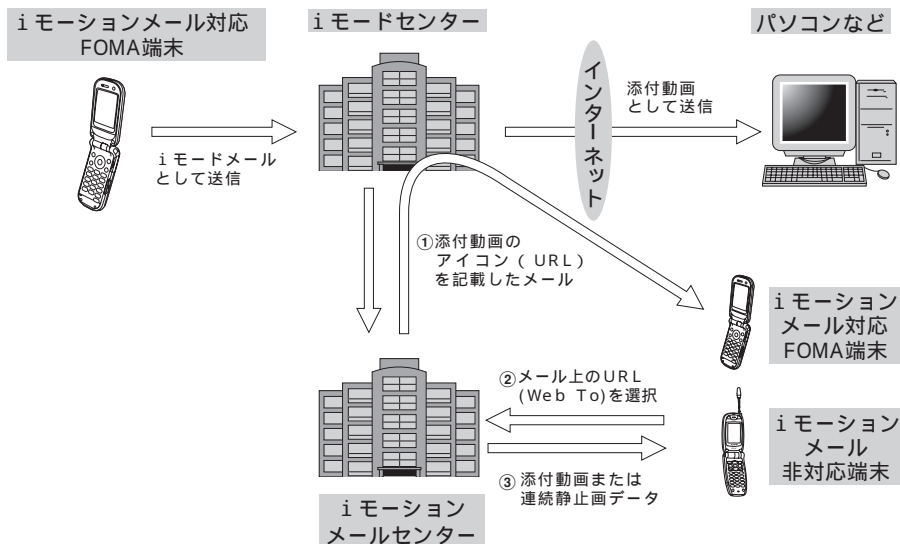 iモーションメール対応
FOMA端末
iモードセンター
パソコンなど
インターネット
添付動画
として送信
iモードメール
として送信
①添付動画の
アイコン(URL)
を記載したメール
iモーション
メール対応
FOMA端末
②メール上のURL
(Web To)を選択
iモーション
メール
非対応端末
③添付動画または
連続静止画データ
iモーション
メールセンター